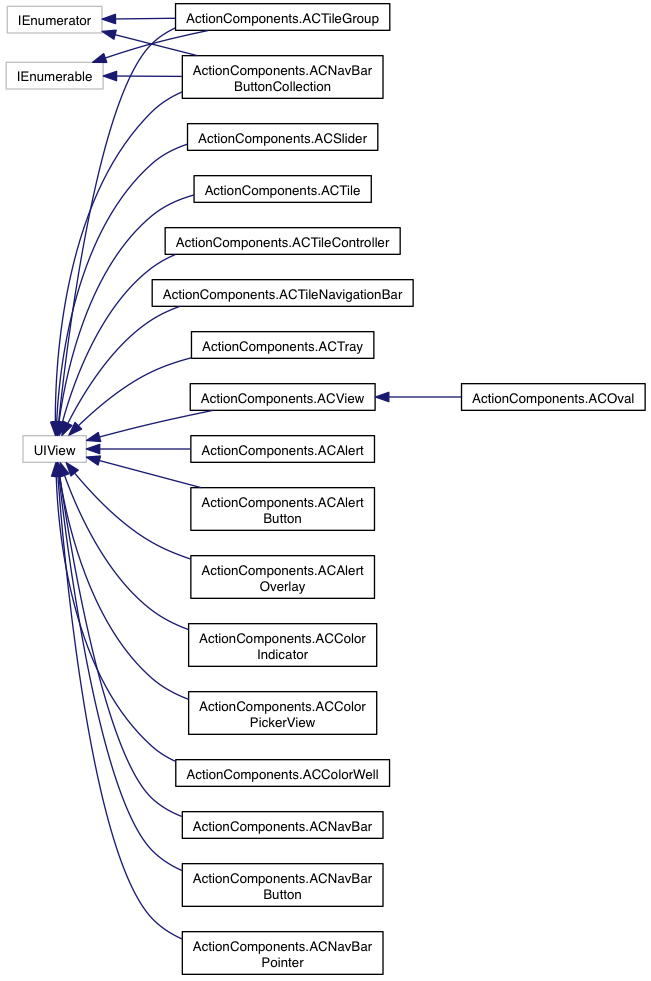 IEnumerator
ActionComponents.ACTileGroup
IEnumerable
ActionComponents.ACNavBar
ButtonCollection
ActionComponents.ACSlider
ActionComponents.ACTile
ActionComponents.ACTileController
ActionComponents.ACTileNavigationBar
ActionComponents.ACTray
ActionComponents.ACView
ActionComponents.ACOval
UIView
ActionComponents.ACAlert
ActionComponents.ACAlert
Button
ActionComponents.ACAlert
Overlay
ActionComponents.ACColor
Indicator
ActionComponents.ACColor
PickerView
ActionComponents.ACColorWell
ActionComponents.ACNavBar
ActionComponents.ACNavBar
Button
ActionComponents.ACNavBar
Pointer